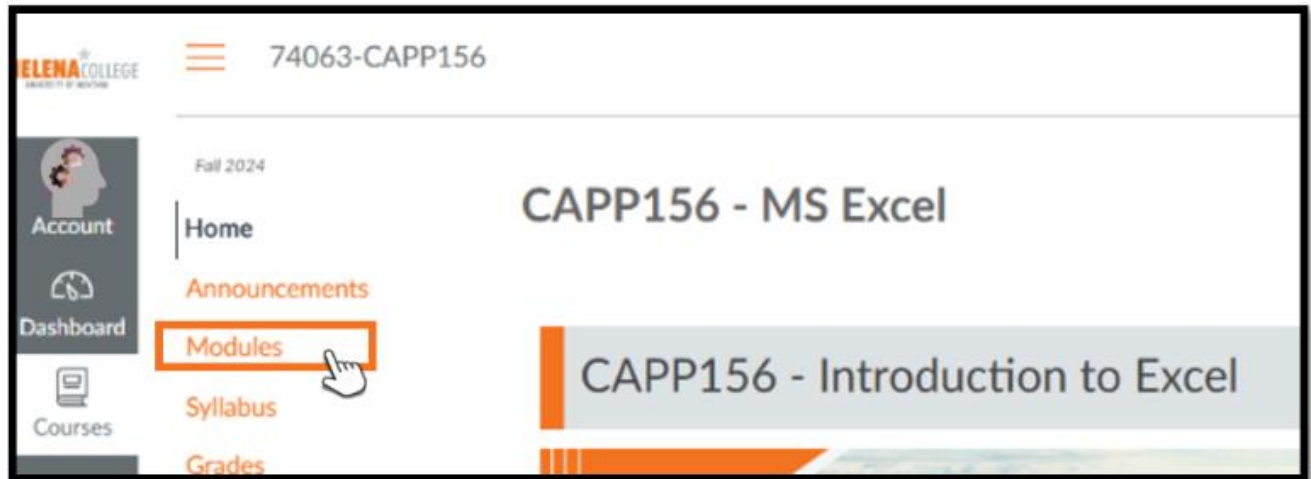 ELENA COLLEGE
74063-CAPP156
Fall 2024
Account
Home
CAPP156 - MS Excel
Announcements
Dashboard
Modules
CAPP156 - Introduction to Excel
Courses
Syllabus
Grades